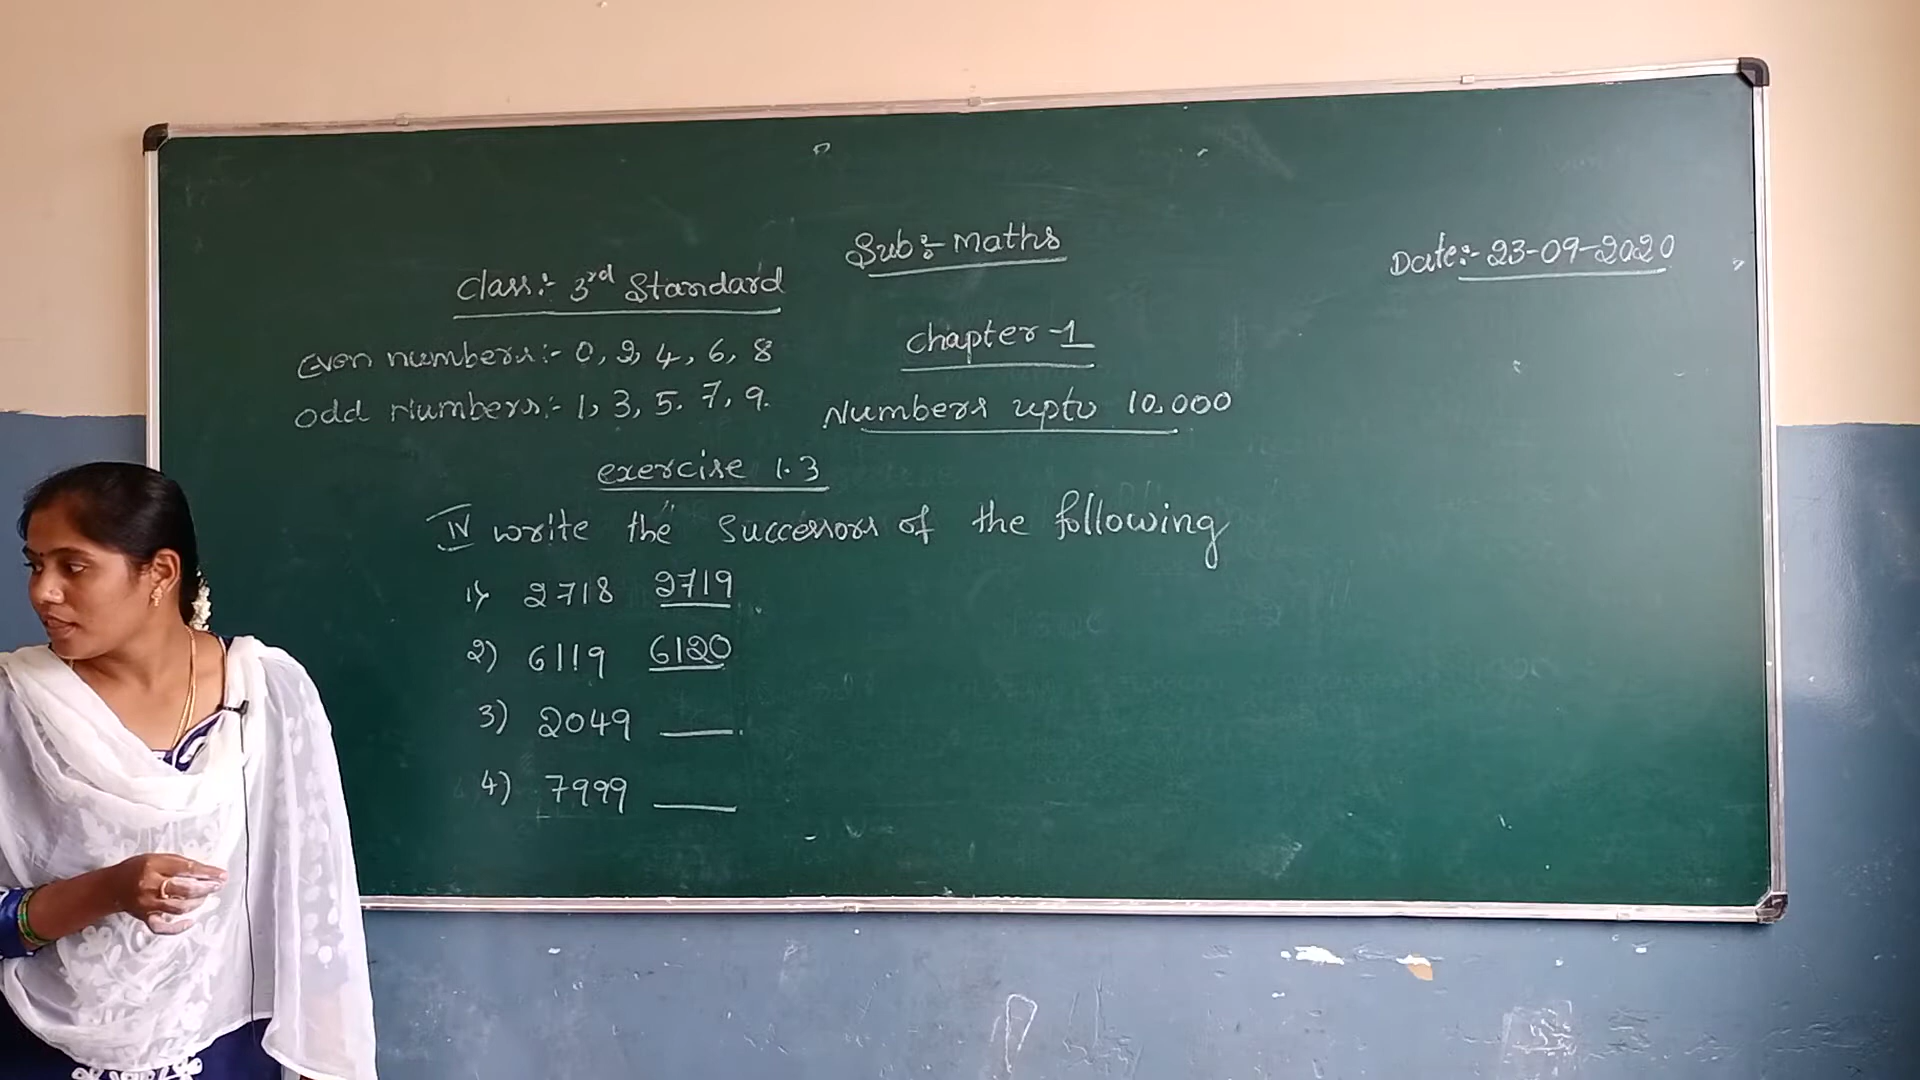 Sub:- Maths
Date:- 23-09-2020
Class:- 3rd Standard
Even numbers:- 0, 2, 4, 6, 8
Chapter-1
odd Numbers:- 1, 3, 5, 7, 9.
Numbers upto 10,000
exercise 1.3
IV write the "successors of the following
1) 2718 2719
2) 6119 6120
3) 2049 ____.
4) 7999 ____